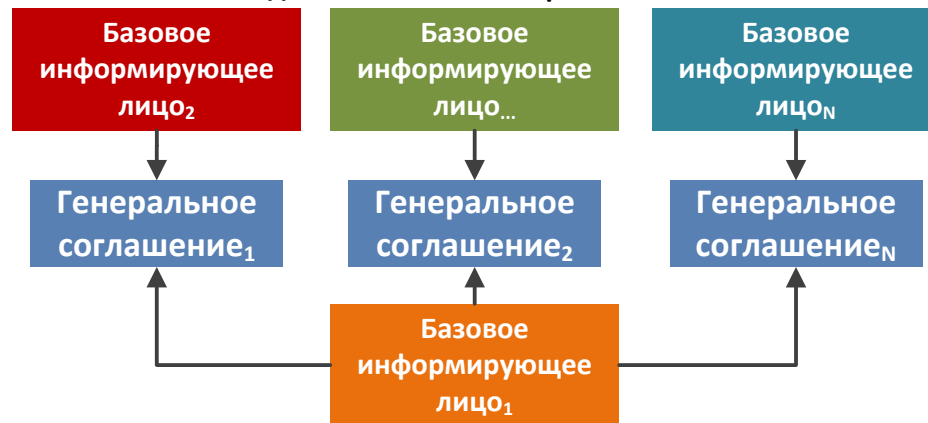 Базовое
информирующее
лицо₂
Базовое
информирующее
лицо...
Базовое
информирующее
лицоN
Генеральное
соглашение₁
Генеральное
соглашение₂
Генеральное
соглашениеN
Базовое
информирующее
лицо₁